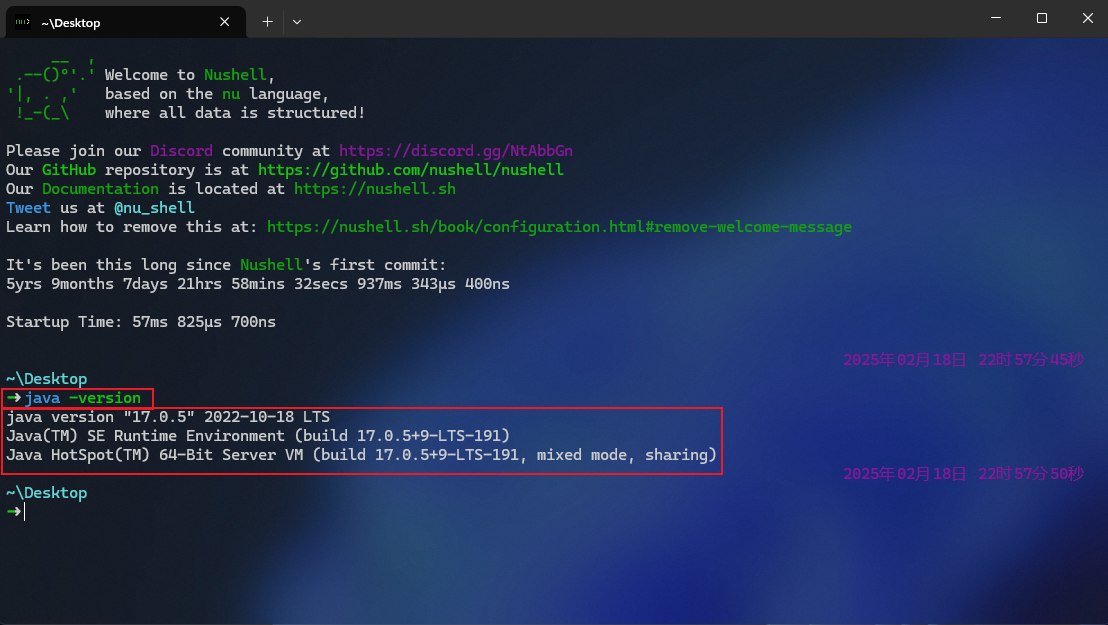 ~\Desktop
Welcome to Nushell,
based on the nu language,
where all data is structured!
Please join our Discord community at https://discord.gg/NtAbbGn
Our GitHub repository is at https://github.com/nushell/nushell
Our Documentation is located at https://nushell.sh
Tweet us at @nu_shell
Learn how to remove this at: https://nushell.sh/book/configuration.html#remove-welcome-message
It's been this long since Nushell's first commit:
5yrs 9months 7days 21hrs 58mins 32secs 937ms 343µs 400ns
Startup Time: 57ms 825µs 700ns
2025年02月18日 22时57分45秒
~\Desktop
➜ java -version
java version "17.0.5" 2022-10-18 LTS
Java(TM) SE Runtime Environment (build 17.0.5+9-LTS-191)
Java HotSpot(TM) 64-Bit Server VM (build 17.0.5+9-LTS-191, mixed mode, sharing)
2025年02月18日 22时57分50秒
~\Desktop
➜